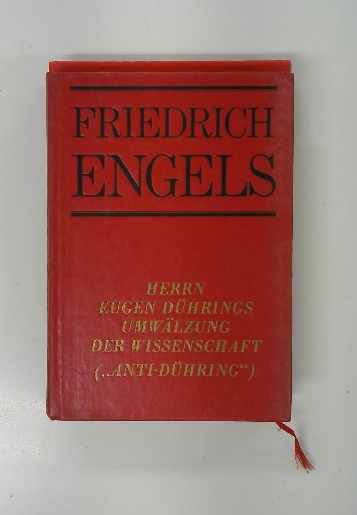 FRIEDRICH
ENGELS
HERRN
EUGEN DÜHRINGS
UMWÄLZUNG
DER WISSENSCHAFT
(„ANTI-DÜHRING“)